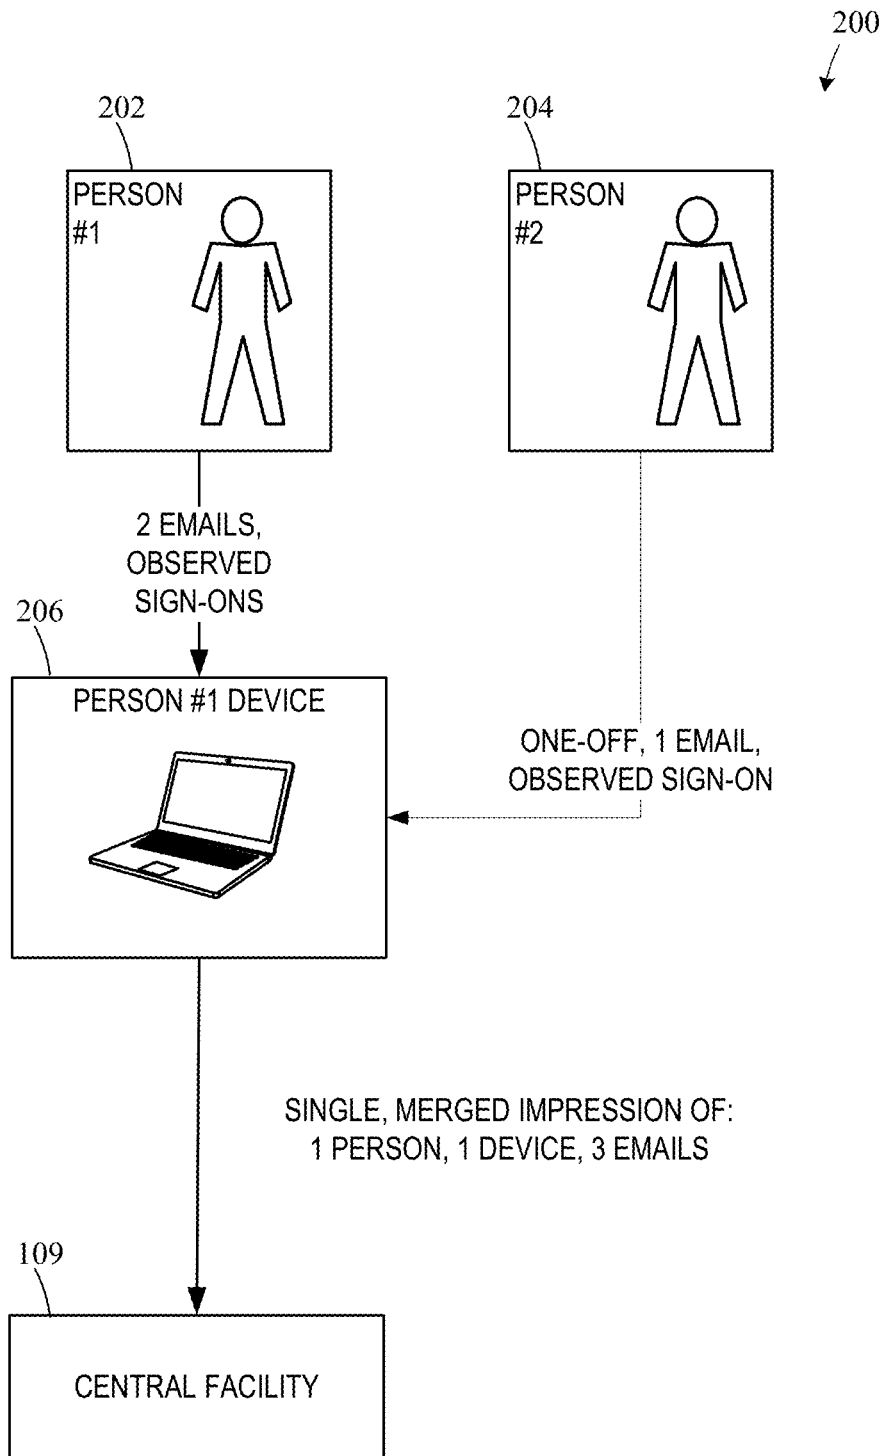 200
202
204
PERSON
#1
PERSON
#2
2 EMAILS,
OBSERVED
SIGN-ONS
206
PERSON #1 DEVICE
ONE-OFF, 1 EMAIL,
OBSERVED SIGN-ON
SINGLE, MERGED IMPRESSION OF:
1 PERSON, 1 DEVICE, 3 EMAILS
109
CENTRAL FACILITY